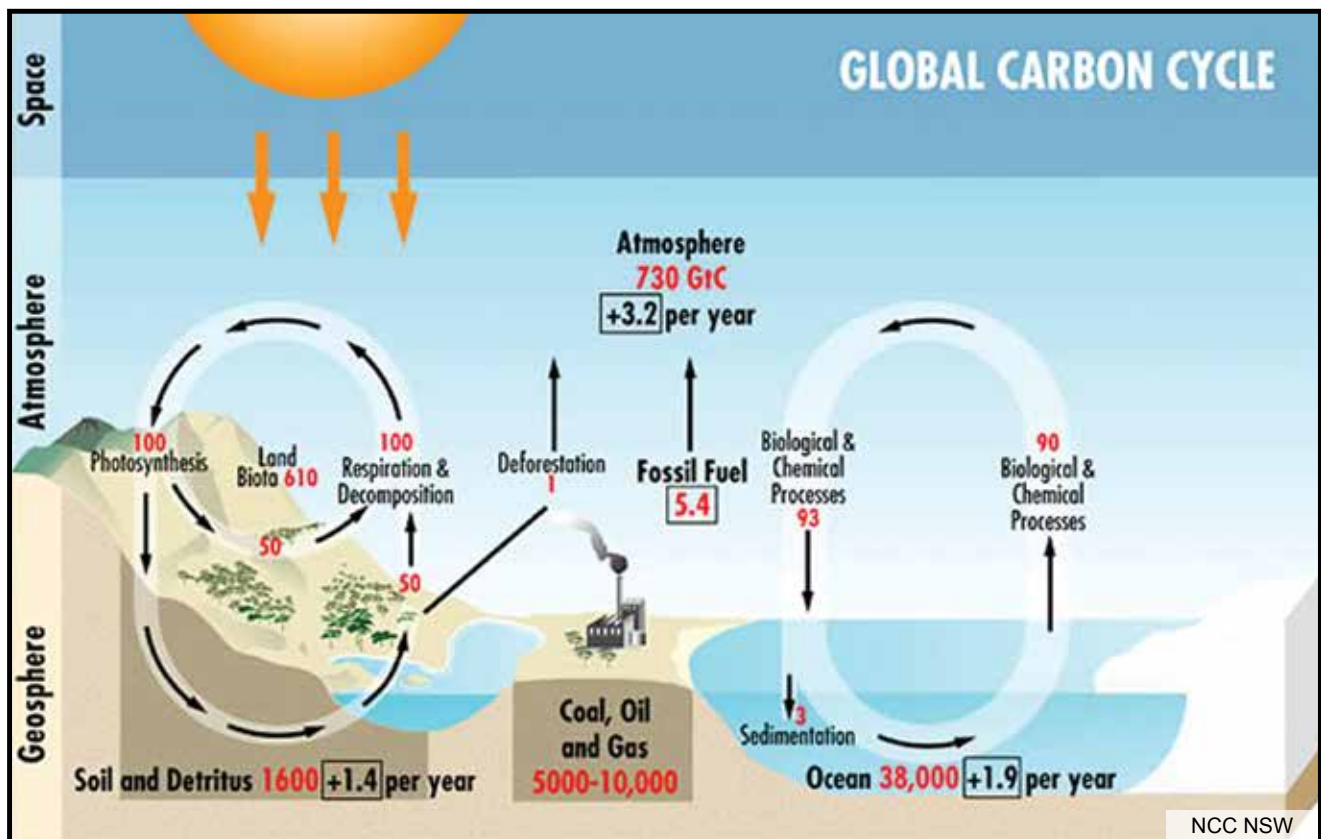 GLOBAL CARBON CYCLE
Space
Atmosphere
Geosphere
Atmosphere
730 GtC
+3.2 per year
100
Photosynthesis
Land
Biota 610
100
Respiration &
Decomposition
50
50
Deforestation
1
Fossil Fuel
5.4
Biological &
Chemical
Processes
93
90
Biological &
Chemical
Processes
3
Sedimentation
Coal, Oil
and Gas
5000-10,000
Soil and Detritus 1600 +1.4 per year
Ocean 38,000 +1.9 per year
NCC NSW